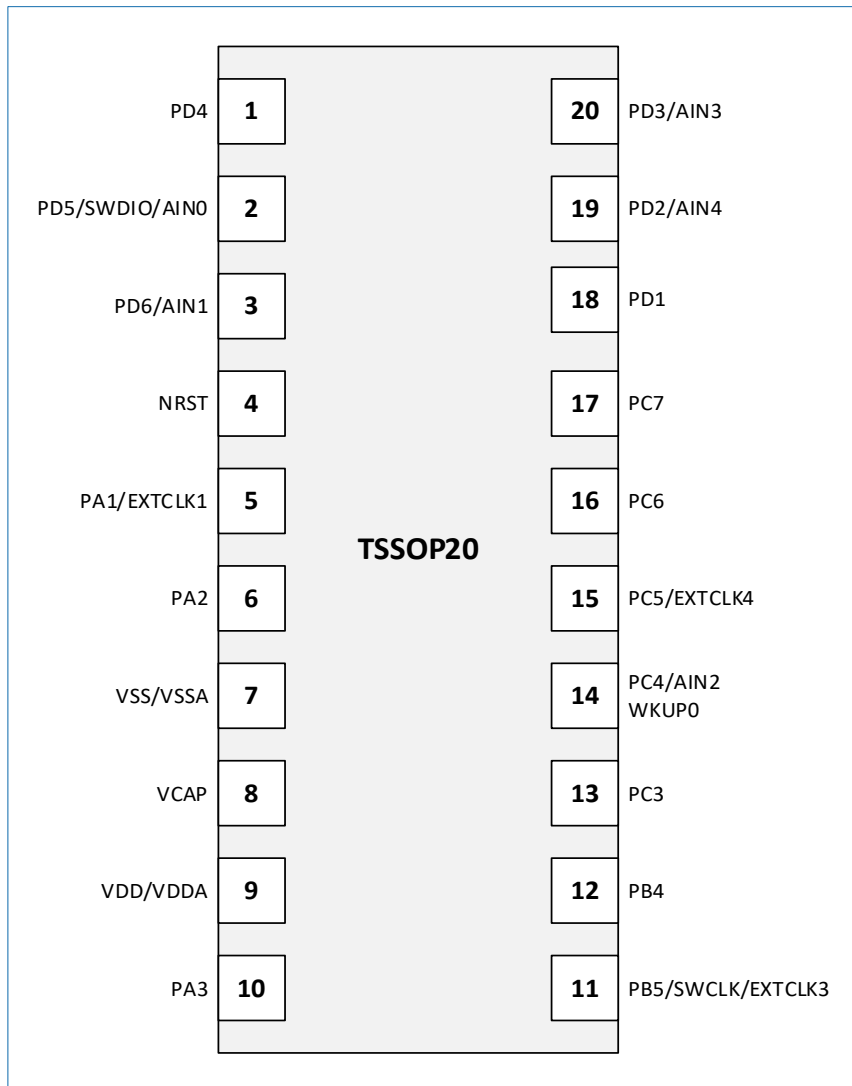 PD4 1 20 PD3/AIN3
PD5/SWDIO/AIN0 2 19 PD2/AIN4
PD6/AIN1 3 18 PD1
NRST 4 17 PC7
PA1/EXTCLK1 5 16 PC6
TSSOP20
PA2 6 15 PC5/EXTCLK4
VSS/VSSA 7 14 PC4/AIN2
WKUP0
VCAP 8 13 PC3
VDD/VDDA 9 12 PB4
PA3 10 11 PB5/SWCLK/EXTCLK3